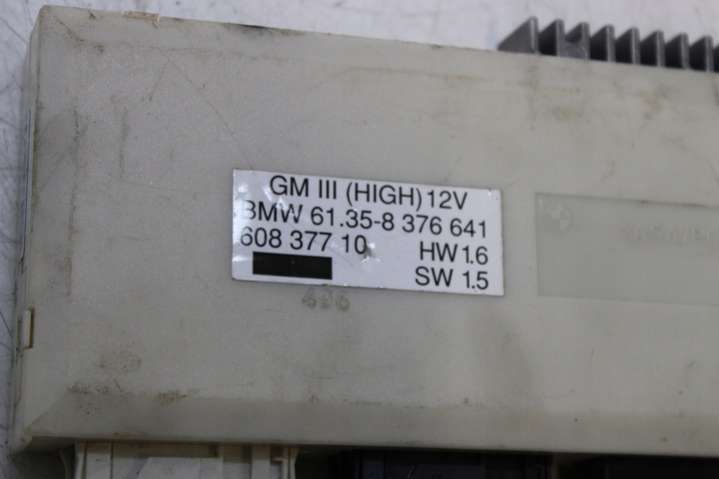 GM III (HIGH) 12V
BMW 61.35-8 376 641
608 377 10 HW 1.6
SW 1.5